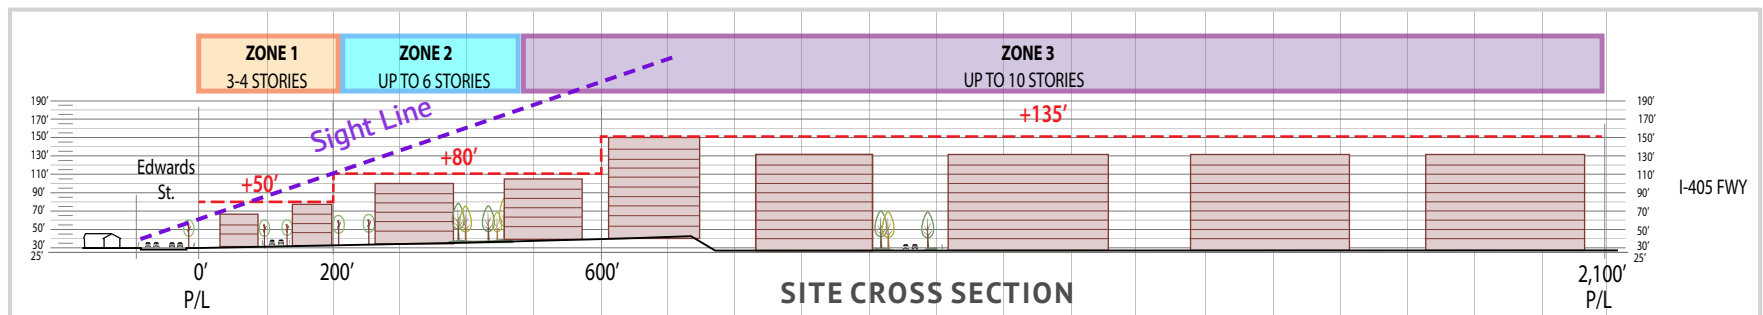 ZONE 1
3-4 STORIES
ZONE 2
UP TO 6 STORIES
ZONE 3
UP TO 10 STORIES
190'
170'
150'
130'
110'
90'
70'
50'
30'
25'
Edwards
St.
Sight Line
+50'
+80'
+135'
190'
170'
150'
130'
110'
90'
70'
50'
30'
25'
I-405 FWY
0'
P/L
200'
600'
2,100'
P/L
SITE CROSS SECTION